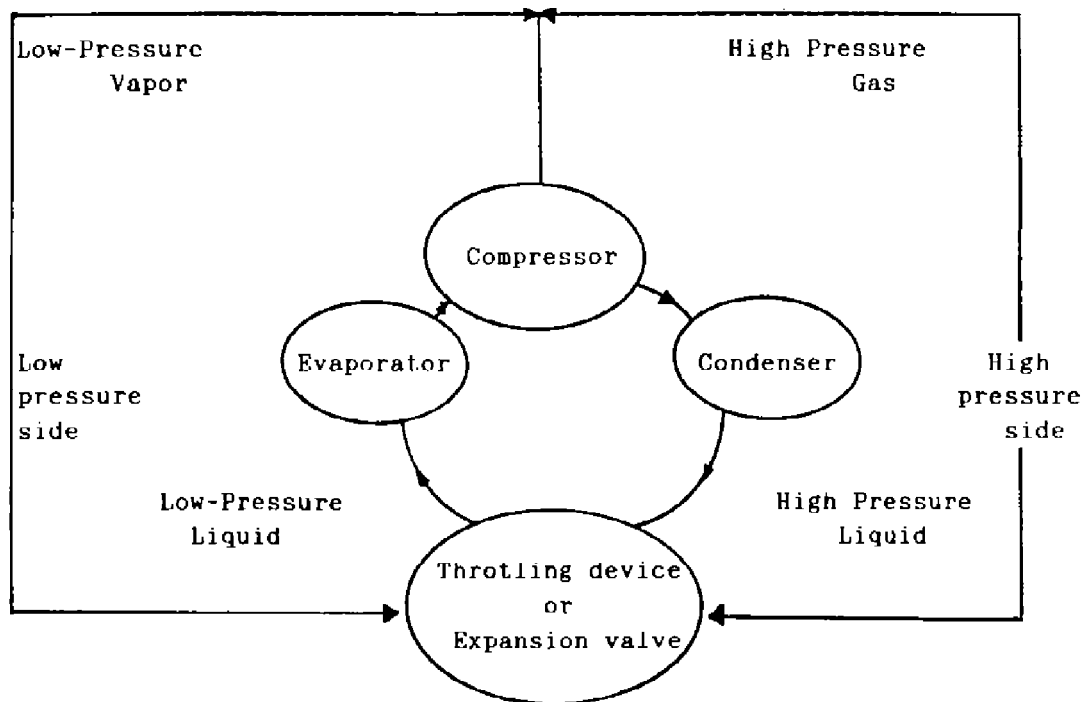 Low-Pressure
Vapor
High Pressure
Gas
Compressor
Evaporator
Condenser
Low
pressure
side
High
pressure
side
Low-Pressure
Liquid
High Pressure
Liquid
Throtling device
or
Expansion valve